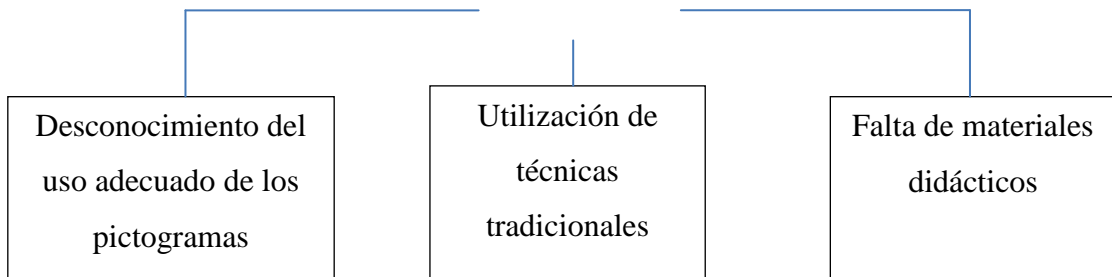 Desconocimiento del
uso adecuado de los
pictogramas
Utilización de
técnicas
tradicionales
Falta de materiales
didácticos